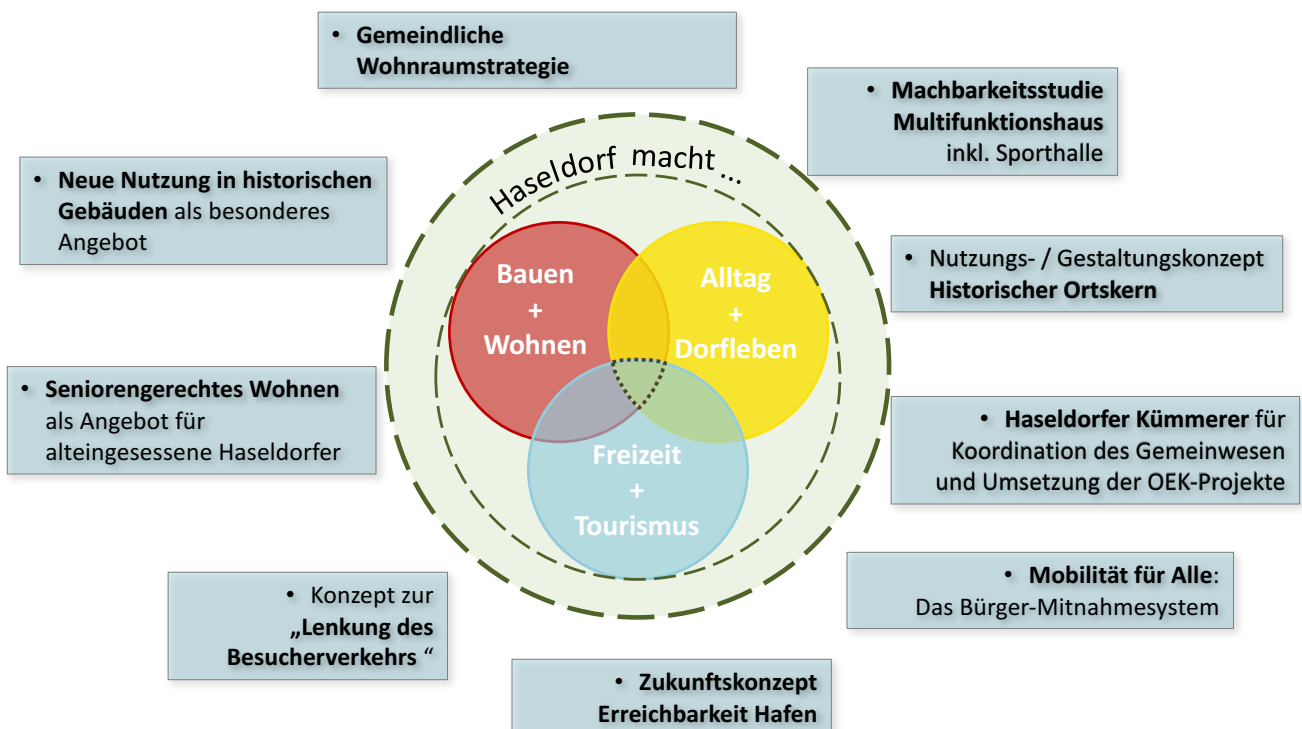 • Gemeindliche
Wohnraumstrategie
• Machbarkeitsstudie
Multifunktionshaus
inkl. Sporthalle
Haseldorf macht...
• Neue Nutzung in historischen
Gebäuden als besonderes
Angebot
Bauen
+
Wohnen
Alltag
+
Dorfleben
• Nutzungs- / Gestaltungskonzept
Historischer Ortskern
• Seniorengerechtes Wohnen
als Angebot für
alteingesessene Haseldorfer
Freizeit
+
Tourismus
• Haseldorfer Kümmerer für
Koordination des Gemeinwesen
und Umsetzung der OEK-Projekte
• Konzept zur
„Lenkung des
Besucherverkehrs “
• Mobilität für Alle:
Das Bürger-Mitnahmesystem
• Zukunftskonzept
Erreichbarkeit Hafen